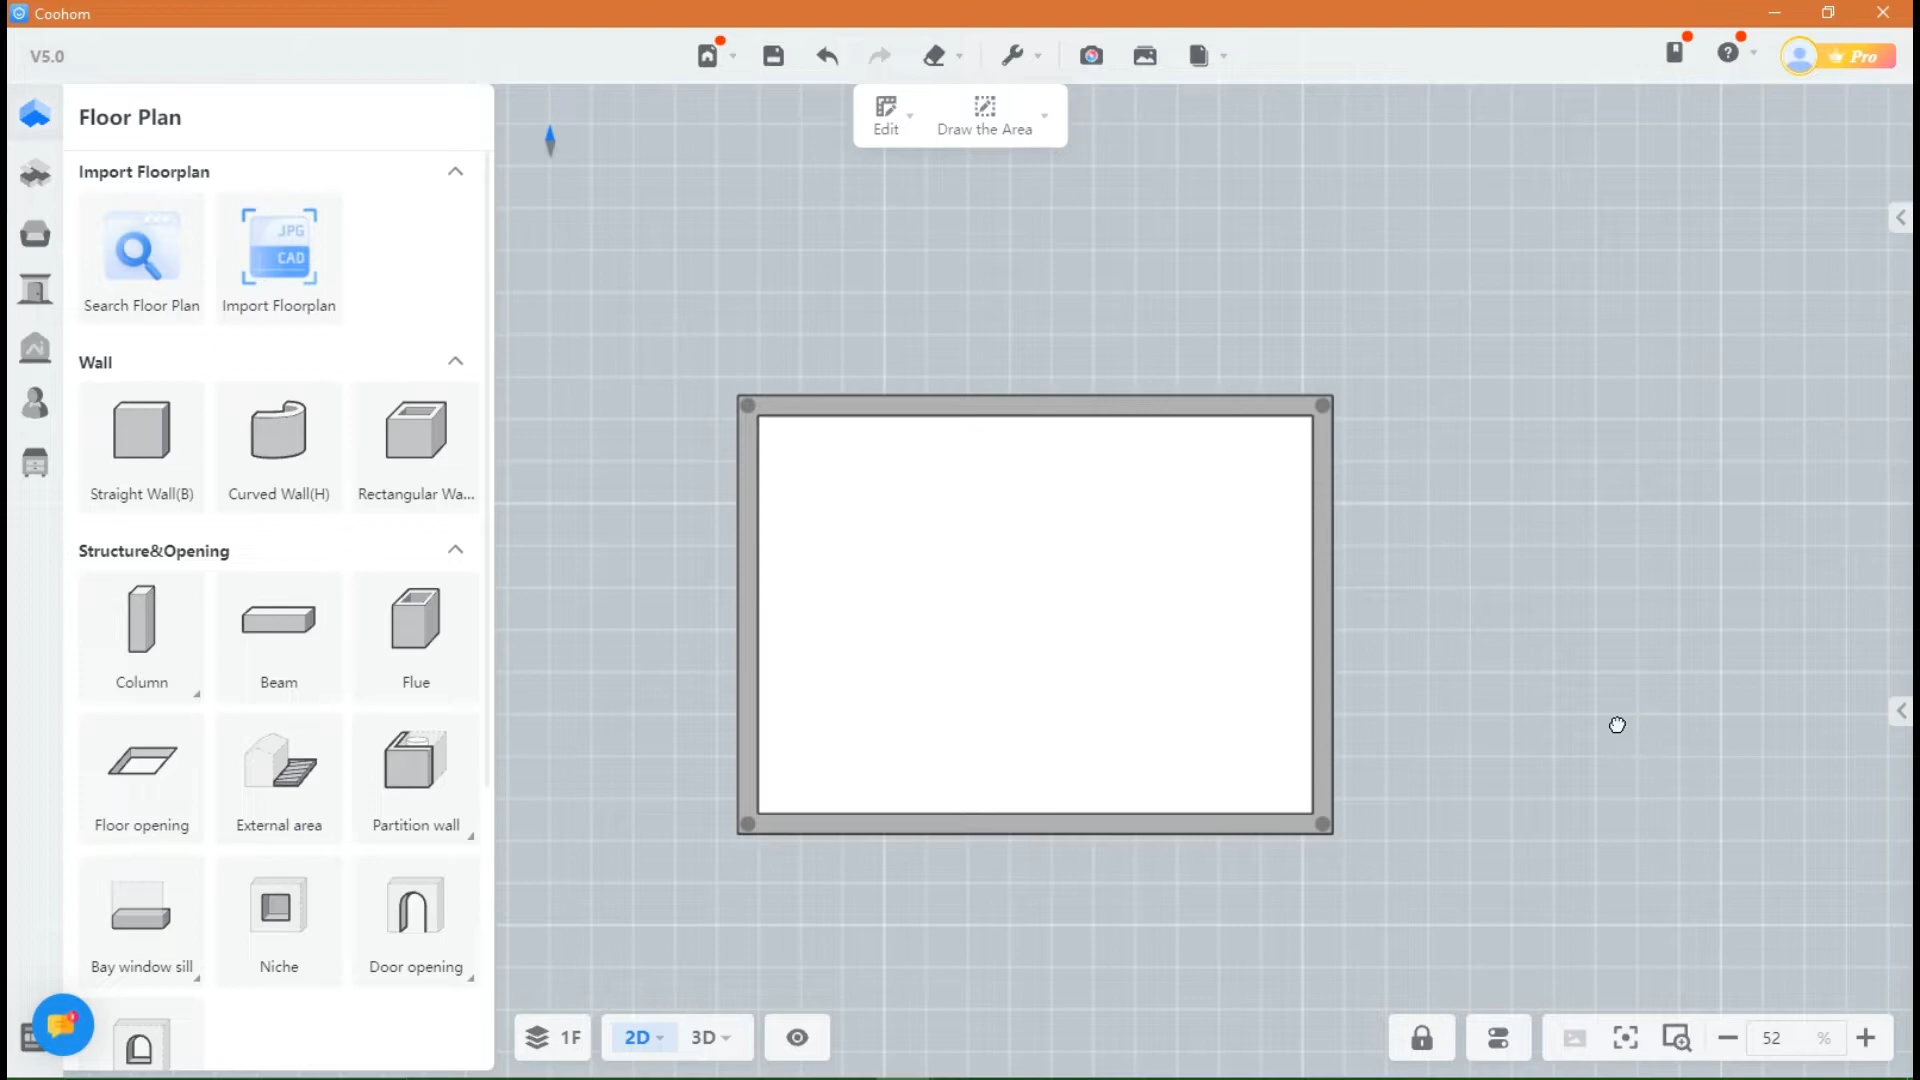 Coohom
V5.0
Pro
Edit
Draw the Area
Floor Plan
Import Floorplan
JPG
CAD
Search Floor Plan
Import Floorplan
Wall
Straight Wall(B)
Curved Wall(H)
Rectangular Wa...
Structure&Opening
Column
Beam
Flue
Floor opening
External area
Partition wall
Bay window sill
Niche
Door opening
1F
2D
3D
52 %